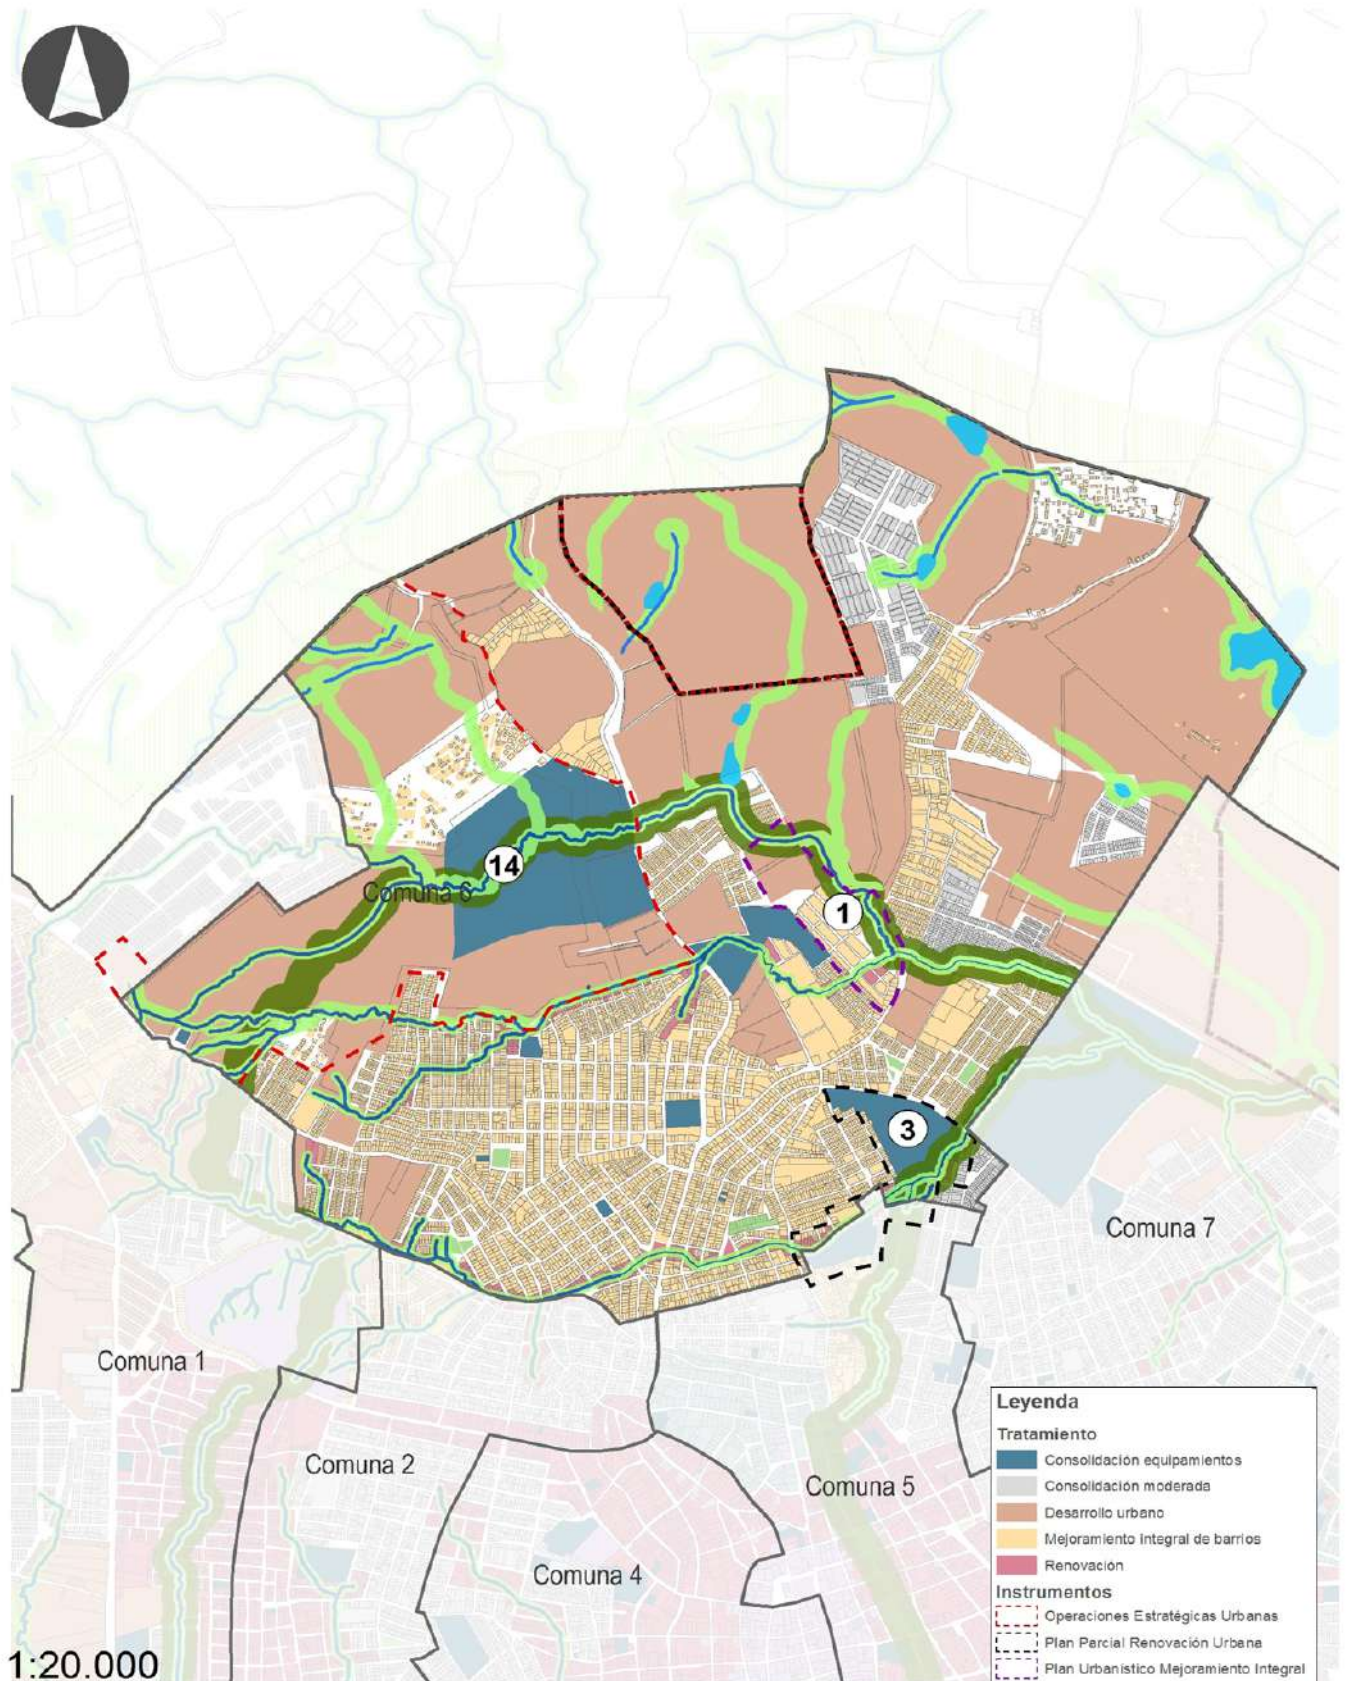 14
Comuna 6
1
3
Comuna 7
Comuna 1
Comuna 2
Comuna 5
Comuna 4
Leyenda
Tratamiento
Consolidación equipamientos
Consolidación moderada
Desarrollo urbano
Mejoramiento Integral de barrios
Renovación
Instrumentos
Operaciones Estratégicas Urbanas
Plan Parcial Renovación Urbana
Plan Urbanístico Mejoramiento Integral
1:20.000